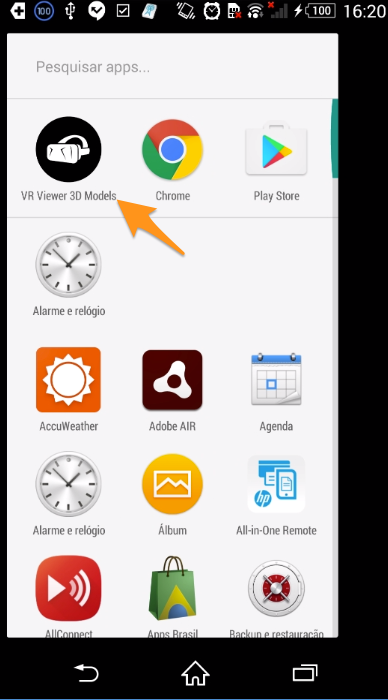 100
100 16:20
Pesquisar apps...
VR Viewer 3D Models Chrome Play Store
Alarme e relógio
AccuWeather Adobe AIR Agenda
Alarme e relógio Álbum All-in-One Remote
hp
AllConnect Apps Brasil Backup e restauração